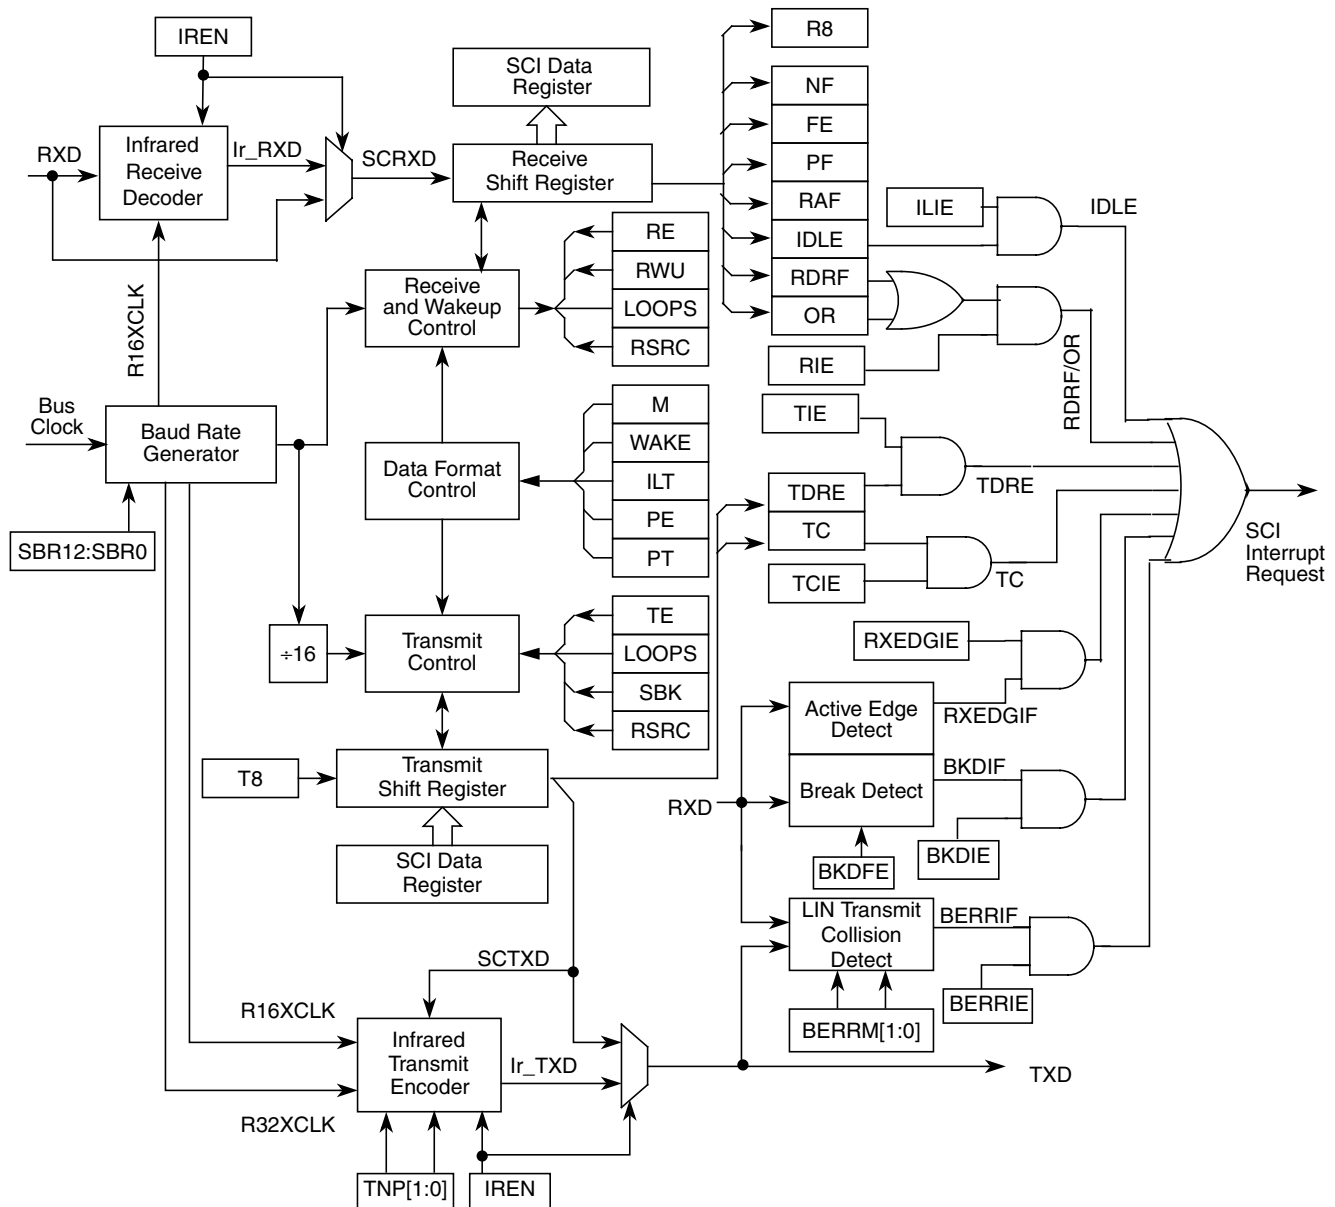 IREN
SCI Data
Register
RXD
Infrared
Receive
Decoder
Ir_RXD
SCRXD
Receive
Shift Register
R8
NF
FE
PF
RAF
IDLE
RDRF
OR
ILIE
IDLE
RE
RWU
LOOPS
RSRC
Receive
and Wakeup
Control
R16XCLK
RIE
RDRF/OR
Bus
Clock
Baud Rate
Generator
SBR12:SBR0
Data Format
Control
M
WAKE
ILT
PE
PT
TIE
TDRE
TC
TCIE
TDRE
TC
SCI
Interrupt
Request
÷16
Transmit
Control
TE
LOOPS
SBK
RSRC
RXEDGIE
Active Edge
Detect
RXEDGIF
T8
Transmit
Shift Register
RXD
Break Detect
BKDIF
BKDIE
BKDFE
SCI Data
Register
LIN Transmit
Collision
Detect
BERRIF
BERRIE
BERRM[1:0]
SCTXD
R16XCLK
Infrared
Transmit
Encoder
Ir_TXD
TXD
R32XCLK
TNP[1:0]
IREN